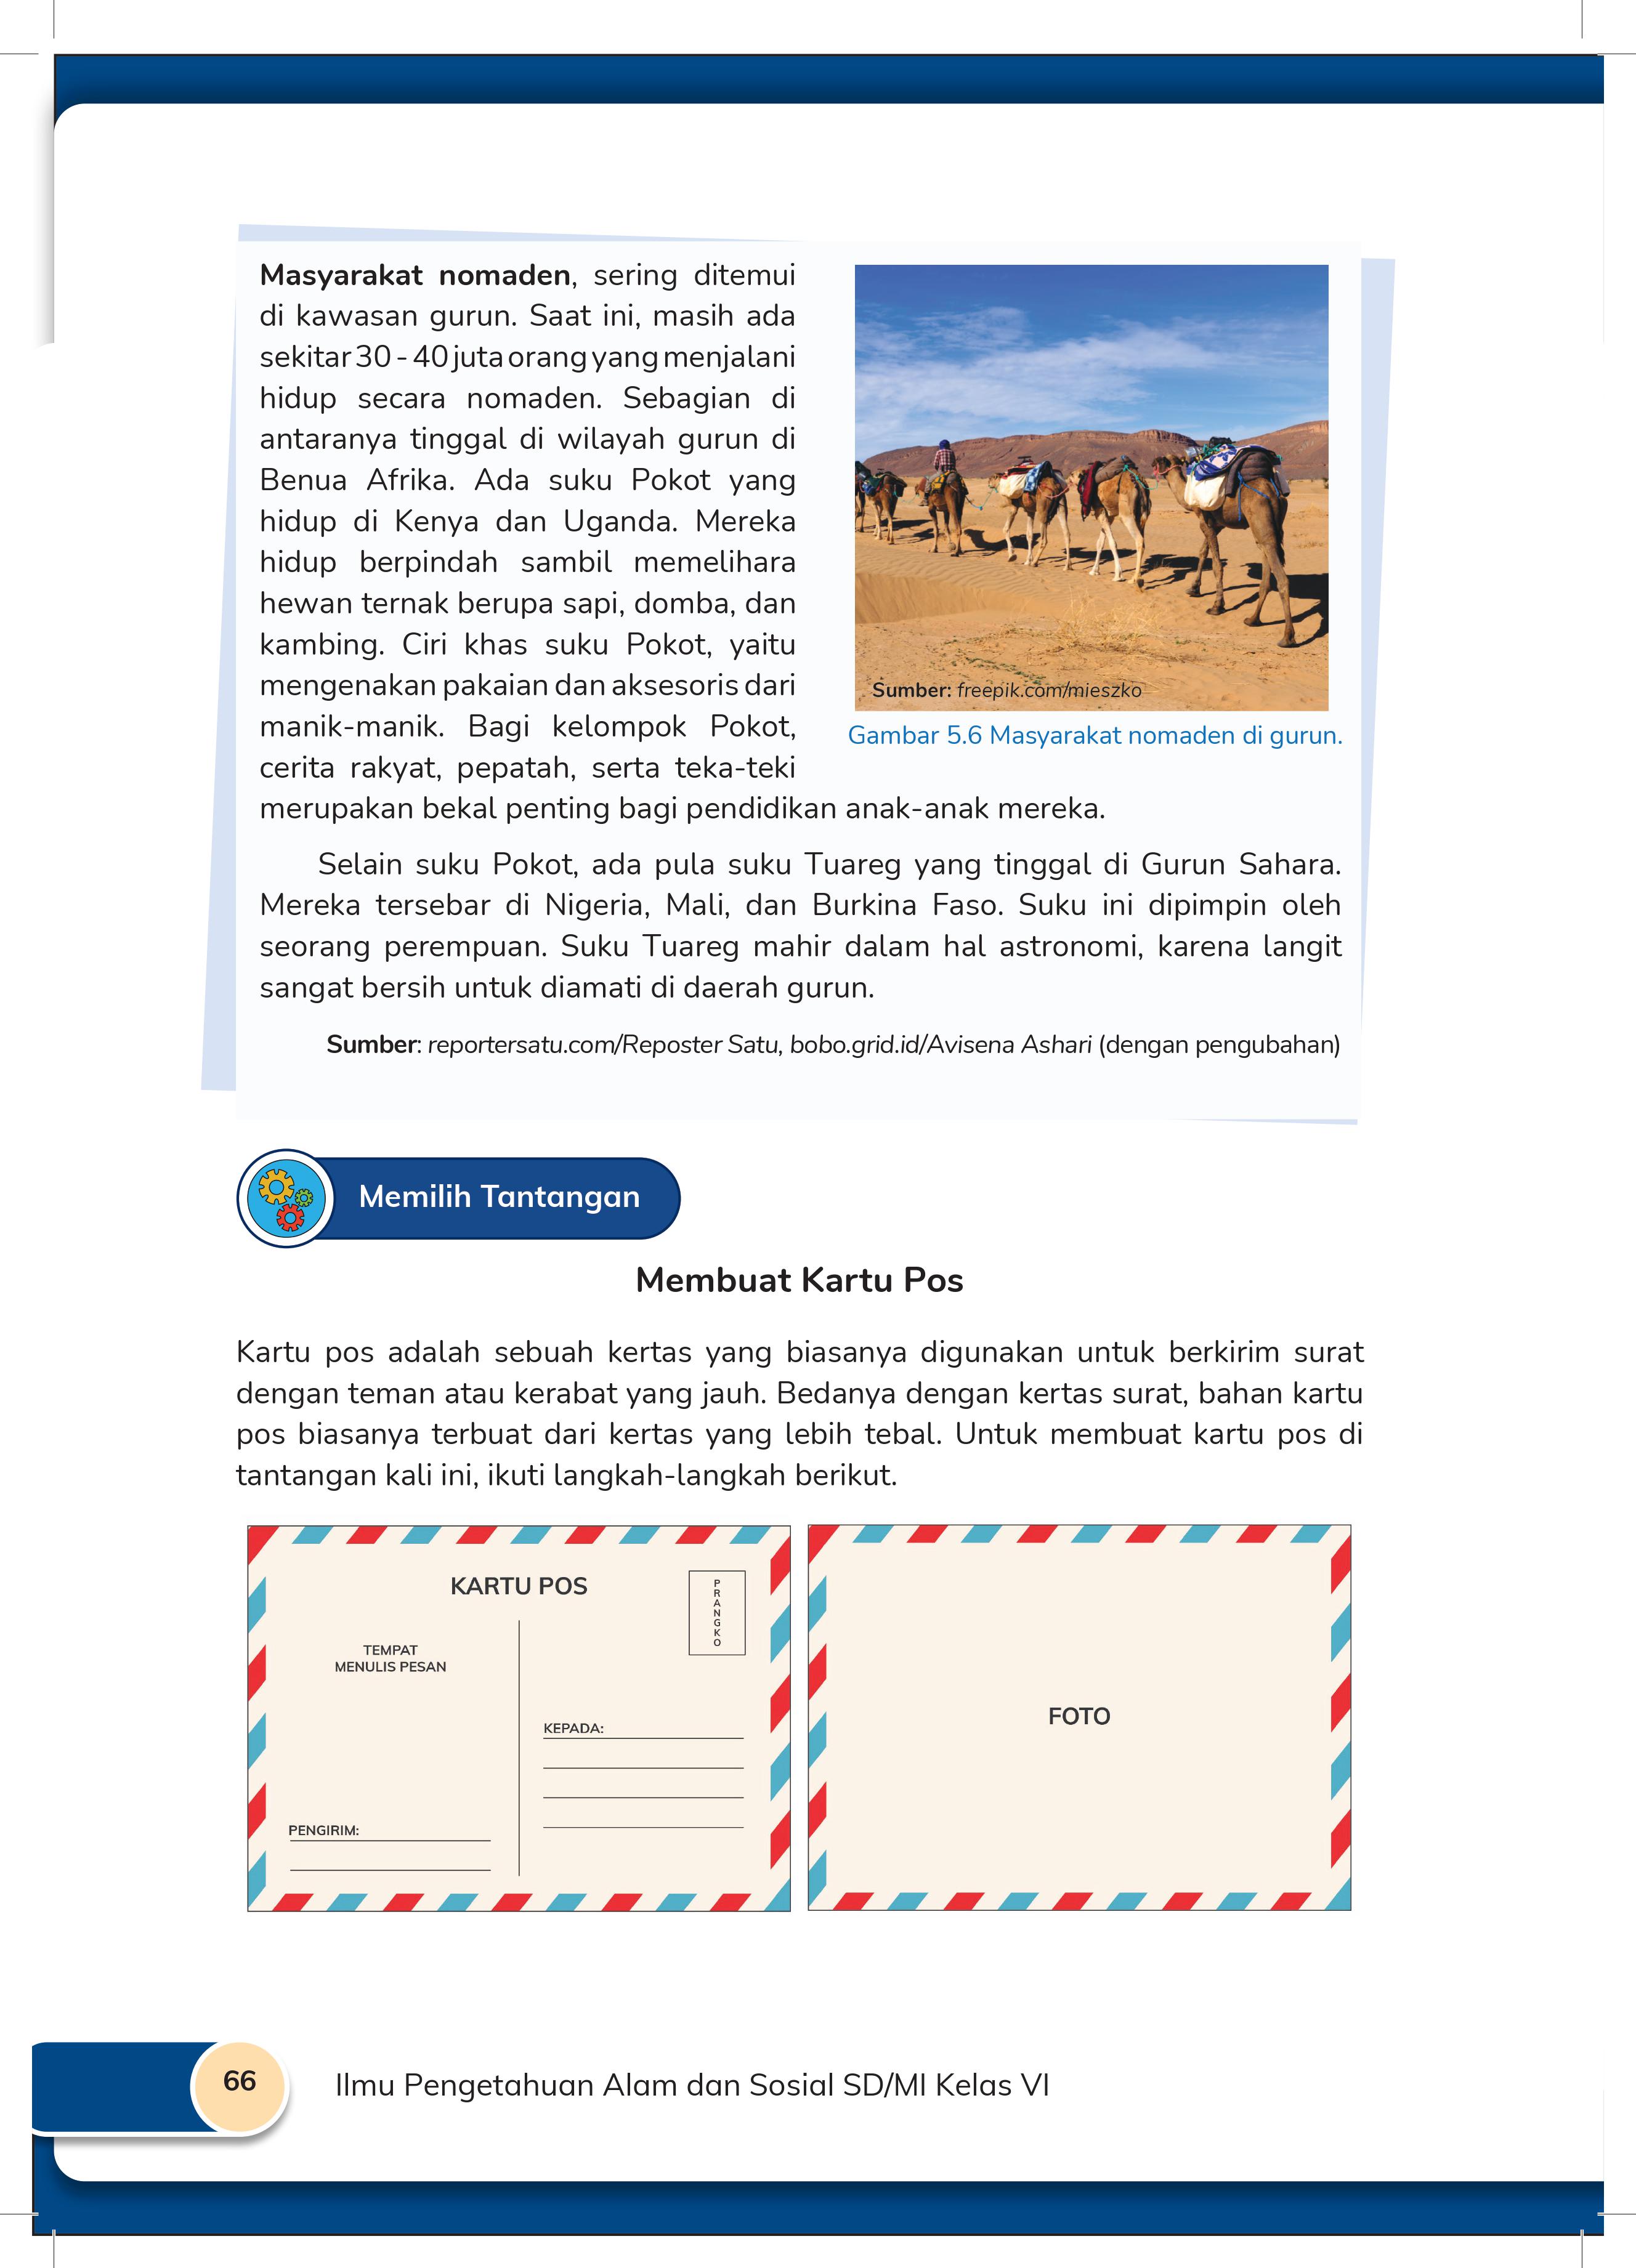 Masyarakat nomaden, sering ditemui
di kawasan gurun. Saat ini, masih ada
sekitar 30 - 40 juta orang yang menjalani
hidup secara nomaden. Sebagian di
antaranya tinggal di wilayah gurun di
Benua Afrika. Ada suku Pokot yang
hidup di Kenya dan Uganda. Mereka
hidup berpindah sambil memelihara
hewan ternak berupa sapi, domba, dan
kambing. Ciri khas suku Pokot, yaitu
mengenakan pakaian dan aksesoris dari
manik-manik. Bagi kelompok Pokot,
cerita rakyat, pepatah, serta teka-teki
merupakan bekal penting bagi pendidikan anak-anak mereka.
Sumber: freepik.com/mieszko
Gambar 5.6 Masyarakat nomaden di gurun.
Selain suku Pokot, ada pula suku Tuareg yang tinggal di Gurun Sahara.
Mereka tersebar di Nigeria, Mali, dan Burkina Faso. Suku ini dipimpin oleh
seorang perempuan. Suku Tuareg mahir dalam hal astronomi, karena langit
sangat bersih untuk diamati di daerah gurun.
Sumber: reportersatu.com/Reposter Satu, bobo.grid.id/Avisena Ashari (dengan pengubahan)
Memilih Tantangan
Membuat Kartu Pos
Kartu pos adalah sebuah kertas yang biasanya digunakan untuk berkirim surat
dengan teman atau kerabat yang jauh. Bedanya dengan kertas surat, bahan kartu
pos biasanya terbuat dari kertas yang lebih tebal. Untuk membuat kartu pos di
tantangan kali ini, ikuti langkah-langkah berikut.
KARTU POS
PRANGKO
TEMPAT
MENULIS PESAN
KEPADA:
PENGIRIM:
FOTO
66
Ilmu Pengetahuan Alam dan Sosial SD/MI Kelas VI